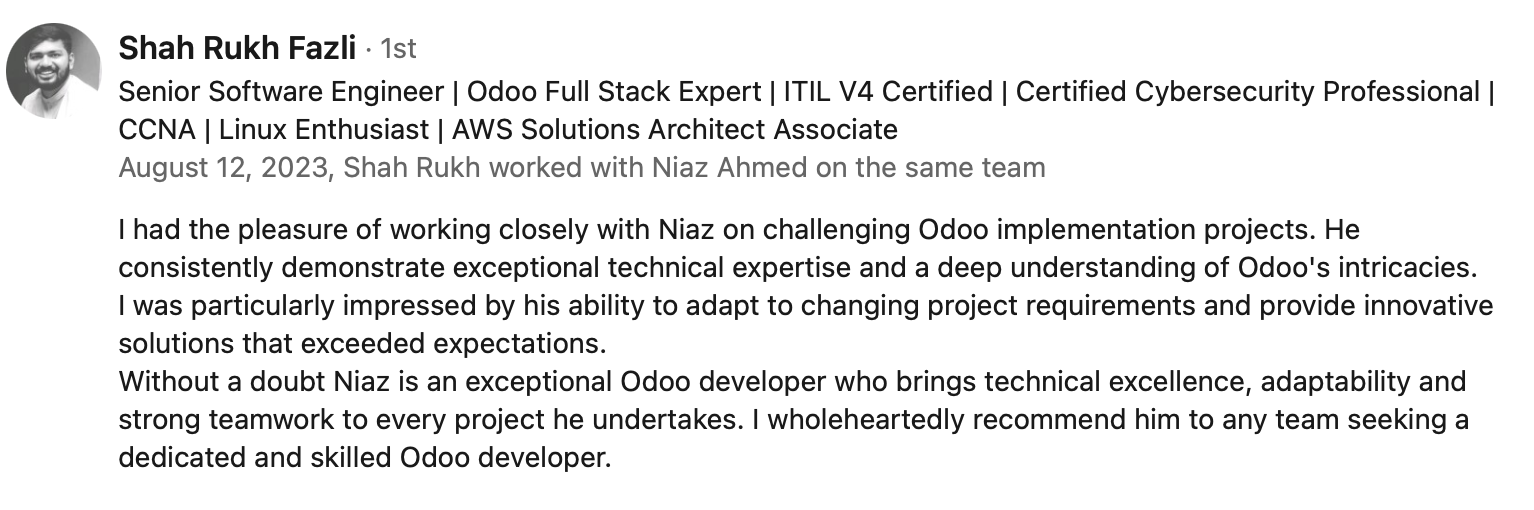 Shah Rukh Fazli · 1st
Senior Software Engineer | Odoo Full Stack Expert | ITIL V4 Certified | Certified Cybersecurity Professional |
CCNA | Linux Enthusiast | AWS Solutions Architect Associate
August 12, 2023, Shah Rukh worked with Niaz Ahmed on the same team
I had the pleasure of working closely with Niaz on challenging Odoo implementation projects. He
consistently demonstrate exceptional technical expertise and a deep understanding of Odoo's intricacies.
I was particularly impressed by his ability to adapt to changing project requirements and provide innovative
solutions that exceeded expectations.
Without a doubt Niaz is an exceptional Odoo developer who brings technical excellence, adaptability and
strong teamwork to every project he undertakes. I wholeheartedly recommend him to any team seeking a
dedicated and skilled Odoo developer.